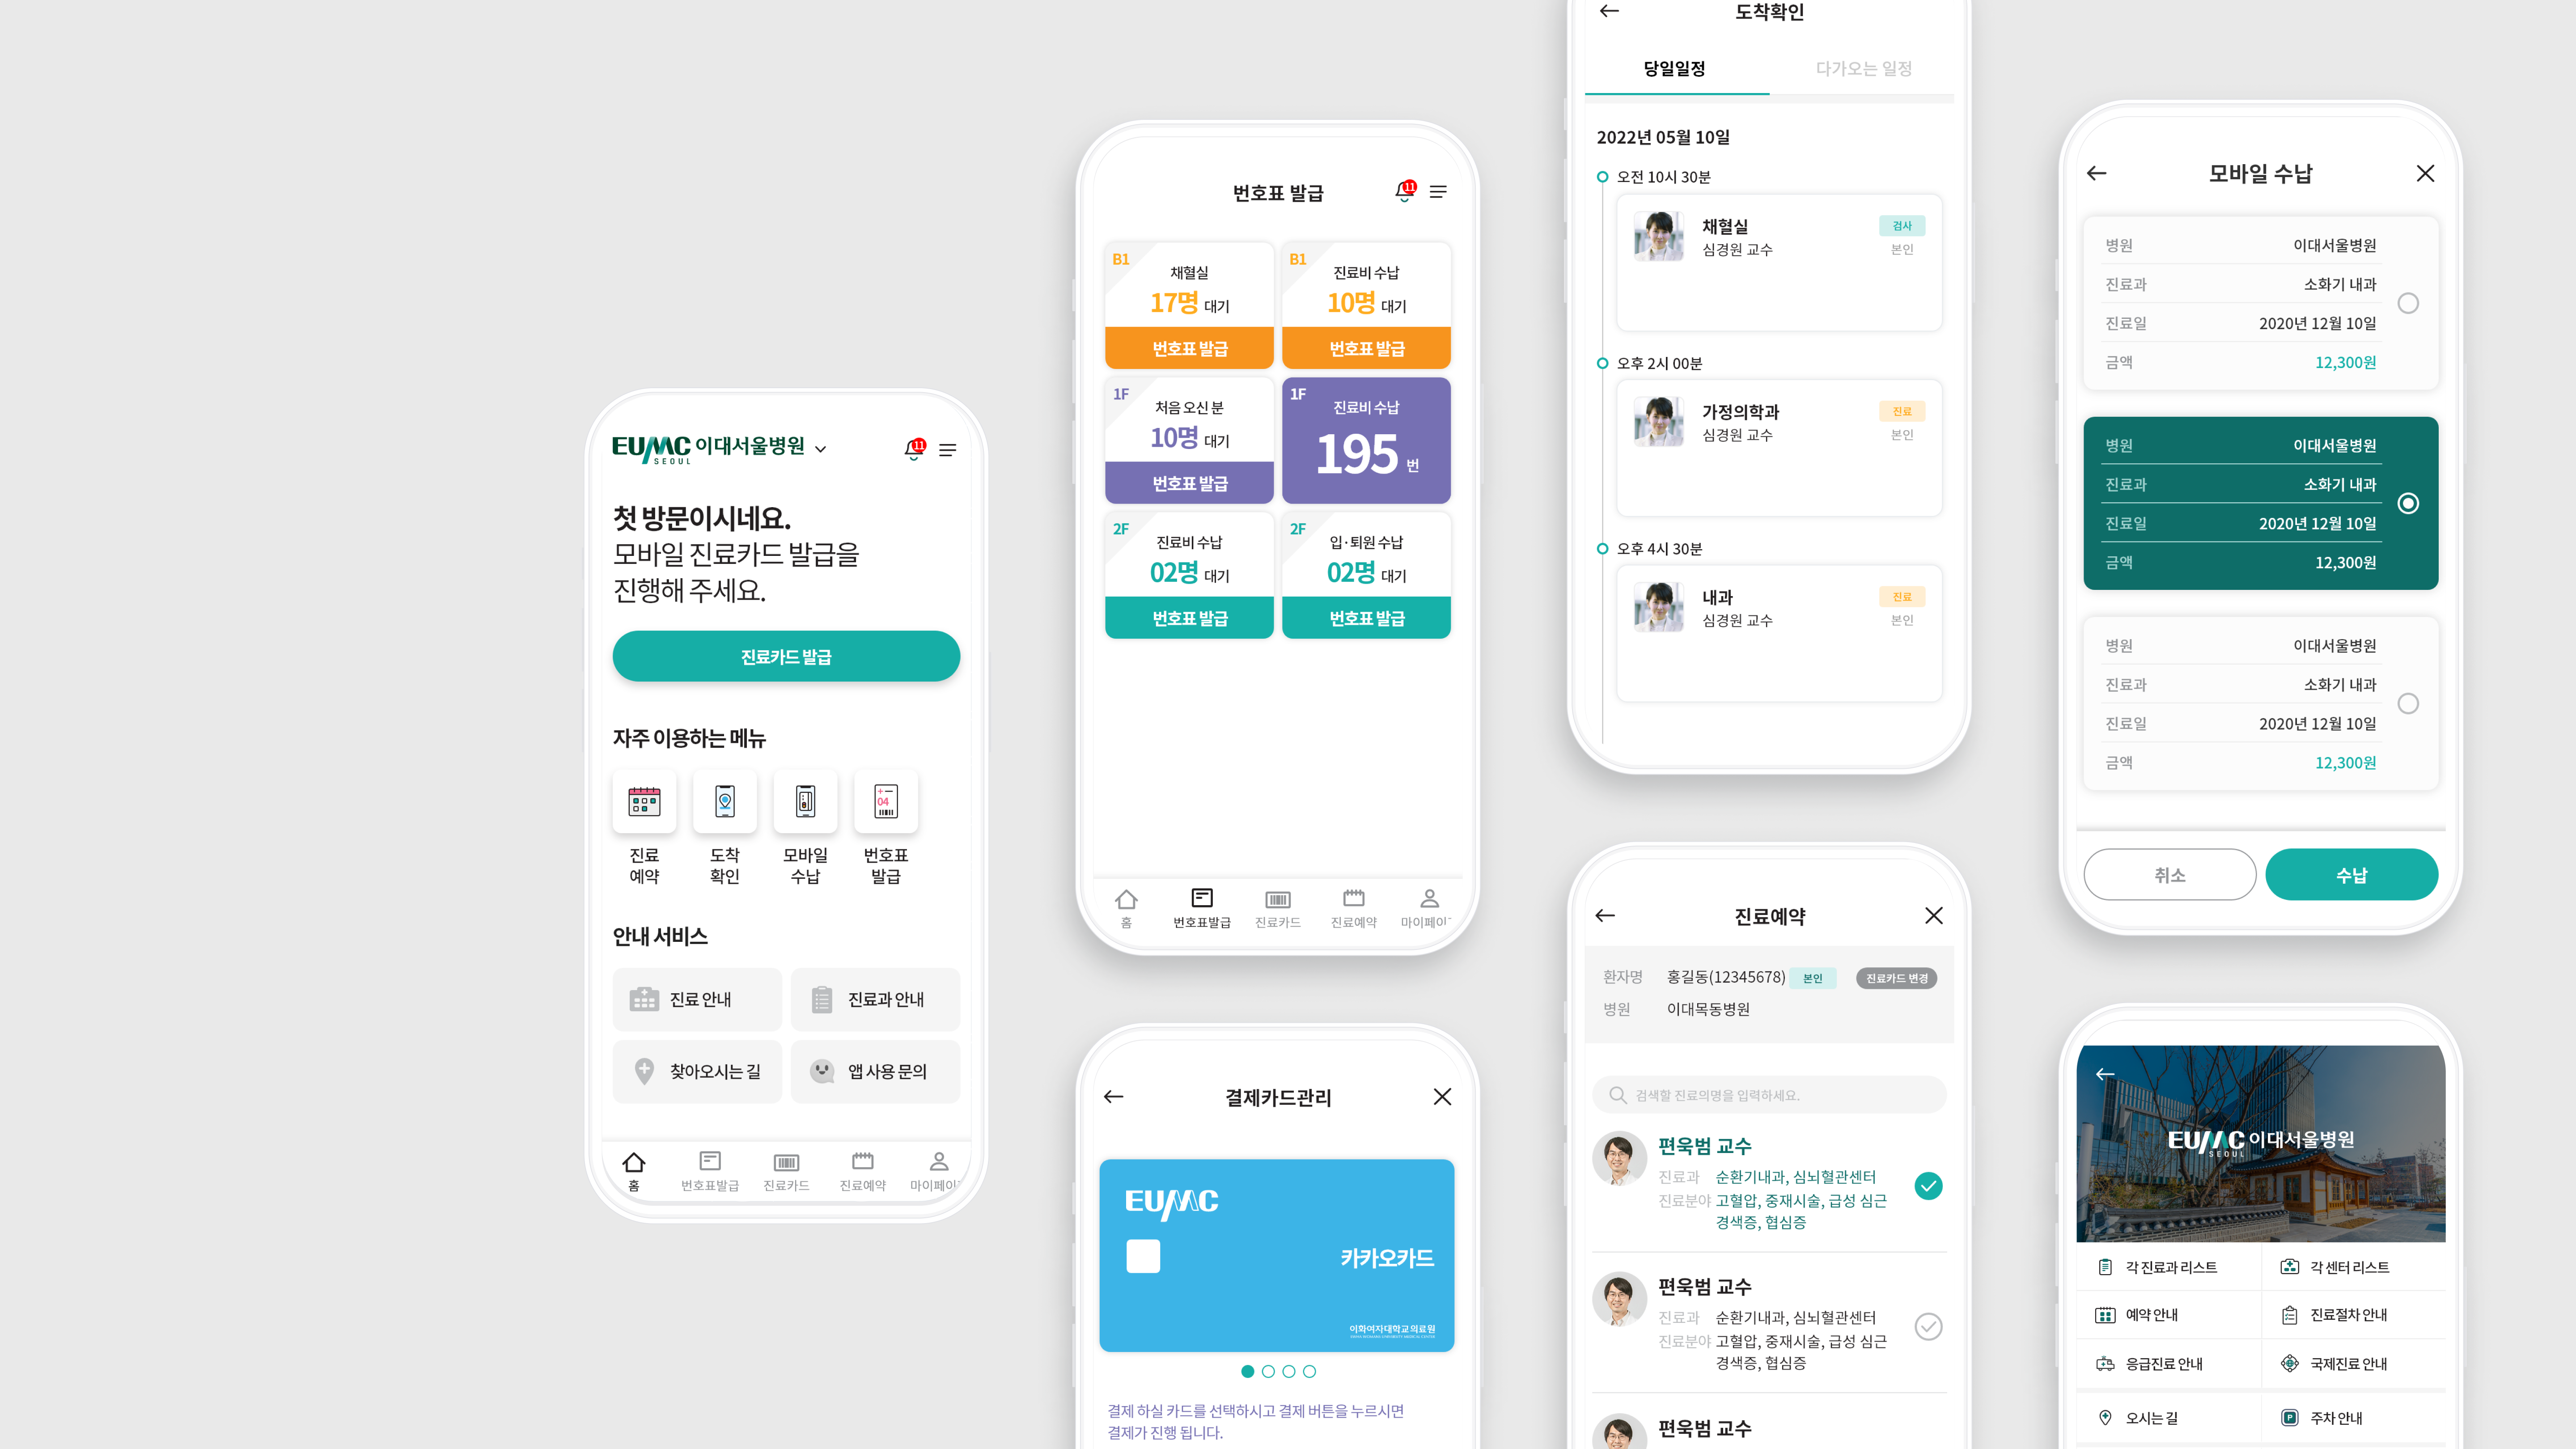 EUMC 이대서울병원
SEOUL
11
첫 방문이시네요.
모바일 진료카드 발급을
진행해 주세요.
진료카드 발급
자주 이용하는 메뉴
04
진료
예약
도착
확인
모바일
수납
번호표
발급
안내 서비스
진료 안내
진료과 안내
찾아오시는 길
앱 사용 문의
홈
번호표발급
진료카드
진료예약
마이페이지
번호표 발급
11
B1
채혈실
17명 대기
번호표 발급
B1
진료비 수납
10명 대기
번호표 발급
1F
처음 오신 분
10명 대기
번호표 발급
1F
진료비 수납
195 번
2F
진료비 수납
02명 대기
번호표 발급
2F
입·퇴원 수납
02명 대기
번호표 발급
홈
번호표발급
진료카드
진료예약
마이페이지
결제카드관리
EUMC
카카오카드
이화여자대학교의료원
결제 하실 카드를 선택하시고 결제 버튼을 누르시면
결제가 진행 됩니다.
도착확인
당일일정
다가오는 일정
2022년 05월 10일
오전 10시 30분
채혈실
심경원 교수
검사
본인
오후 2시 00분
가정의학과
심경원 교수
진료
본인
오후 4시 30분
내과
심경원 교수
진료
본인
진료예약
환자명 홍길동(12345678) 본인 진료카드 변경
병원 이대목동병원
검색할 진료의명을 입력하세요.
편욱범 교수
진료과 순환기내과, 심뇌혈관센터
진료분야 고혈압, 중재시술, 급성 심근
경색증, 협심증
편욱범 교수
진료과 순환기내과, 심뇌혈관센터
진료분야 고혈압, 중재시술, 급성 심근
경색증, 협심증
편욱범 교수
모바일 수납
병원 이대서울병원
진료과 소화기 내과
진료일 2020년 12월 10일
금액 12,300원
병원 이대서울병원
진료과 소화기 내과
진료일 2020년 12월 10일
금액 12,300원
병원 이대서울병원
진료과 소화기 내과
진료일 2020년 12월 10일
금액 12,300원
취소
수납
EUMC 이대서울병원
SEOUL
각 진료과 리스트
각 센터 리스트
예약 안내
진료절차 안내
응급진료 안내
국제진료 안내
오시는 길
P
주차 안내